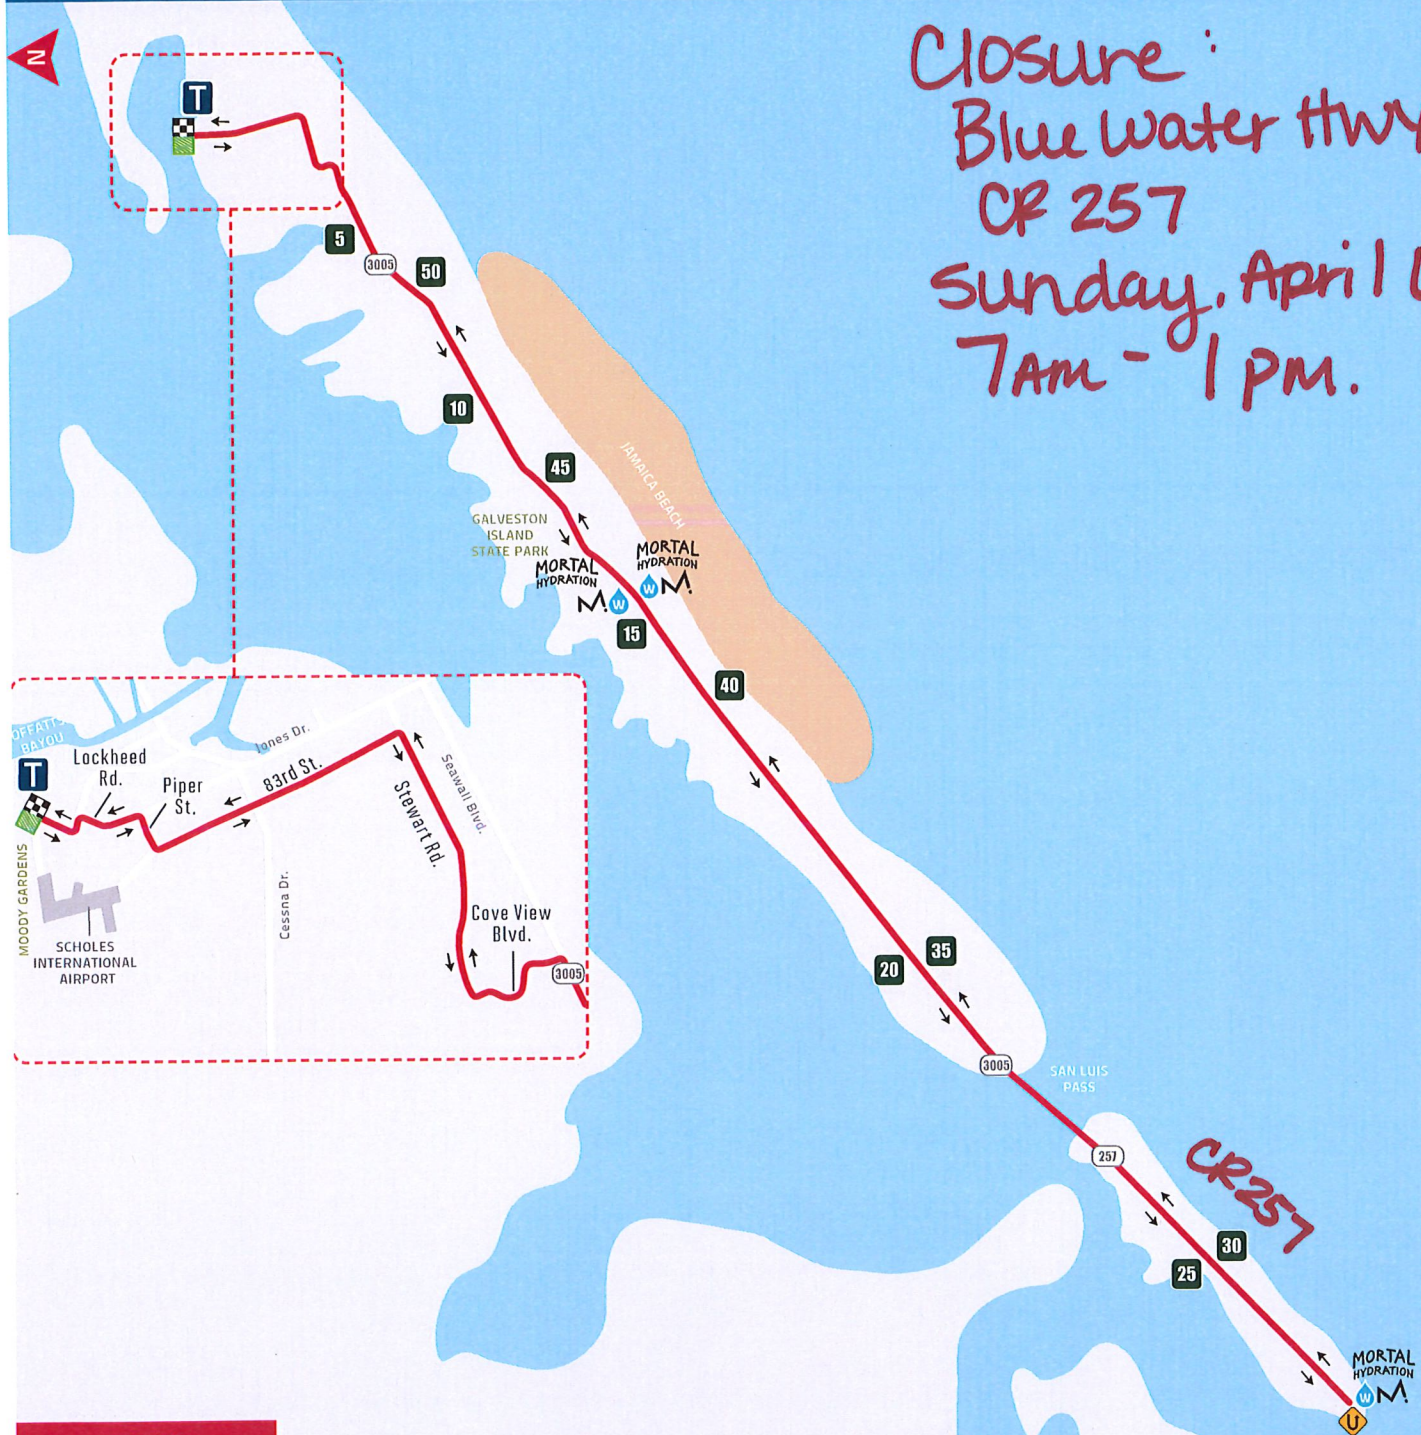 N
Closure :
Blue Water Hwy
CR 257
Sunday, April
7AM - 1 PM.
T
5
3005
50
10
45
JAMAICA BEACH
GALVESTON
ISLAND
STATE PARK
MORTAL
HYDRATION
W M.
MORTAL
HYDRATION
M. W
15
40
OFFATTS
BAYOU
Lockheed
Rd.
Piper
St.
Jones Dr.
83rd St.
T
Stewart Rd.
Seawall Blvd.
MOODY GARDENS
Cessna Dr.
SCHOLES
INTERNATIONAL
AIRPORT
Cove View
Blvd.
3005
20
35
3005
SAN LUIS
PASS
257
CR257
30
25
MORTAL
HYDRATION
W M.